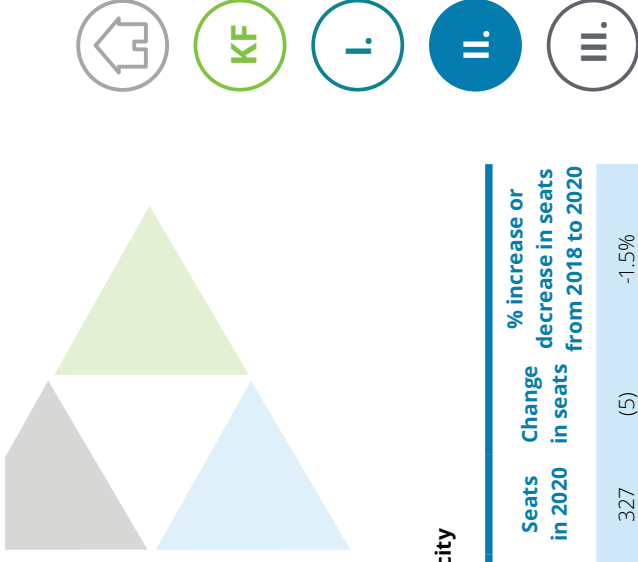 KF
I.
II.
III.
city
Seats
in 2020
Change
in seats
% increase or
decrease in seats
from 2018 to 2020
327
(5)
-1.5%